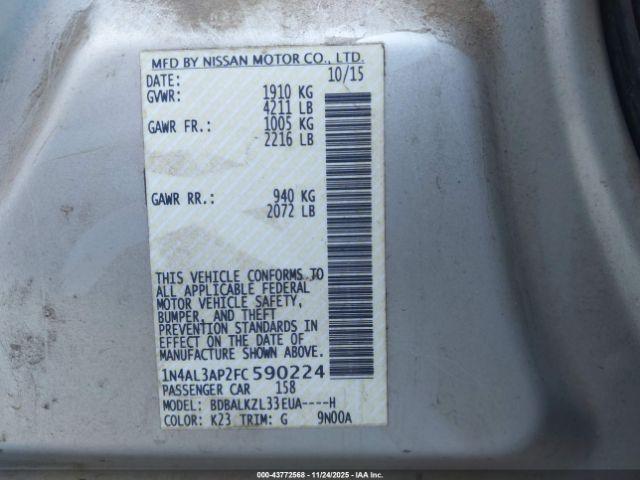 MFD BY NISSAN MOTOR CO., LTD.
DATE: 10/15
GVWR: 1910 KG
4211 LB
GAWR FR.: 1005 KG
2216 LB
GAWR RR.: 940 KG
2072 LB
THIS VEHICLE CONFORMS TO
ALL APPLICABLE FEDERAL
MOTOR VEHICLE SAFETY,
BUMPER, AND THEFT
PREVENTION STANDARDS IN
EFFECT ON THE DATE OF
MANUFACTURE SHOWN ABOVE.
1N4AL3AP2FC590224
PASSENGER CAR 158
MODEL: BDBALKZL33EUA----H
COLOR: K23 TRIM: G 9N00A
000-43772568 - 11/24/2025 - IAA Inc.